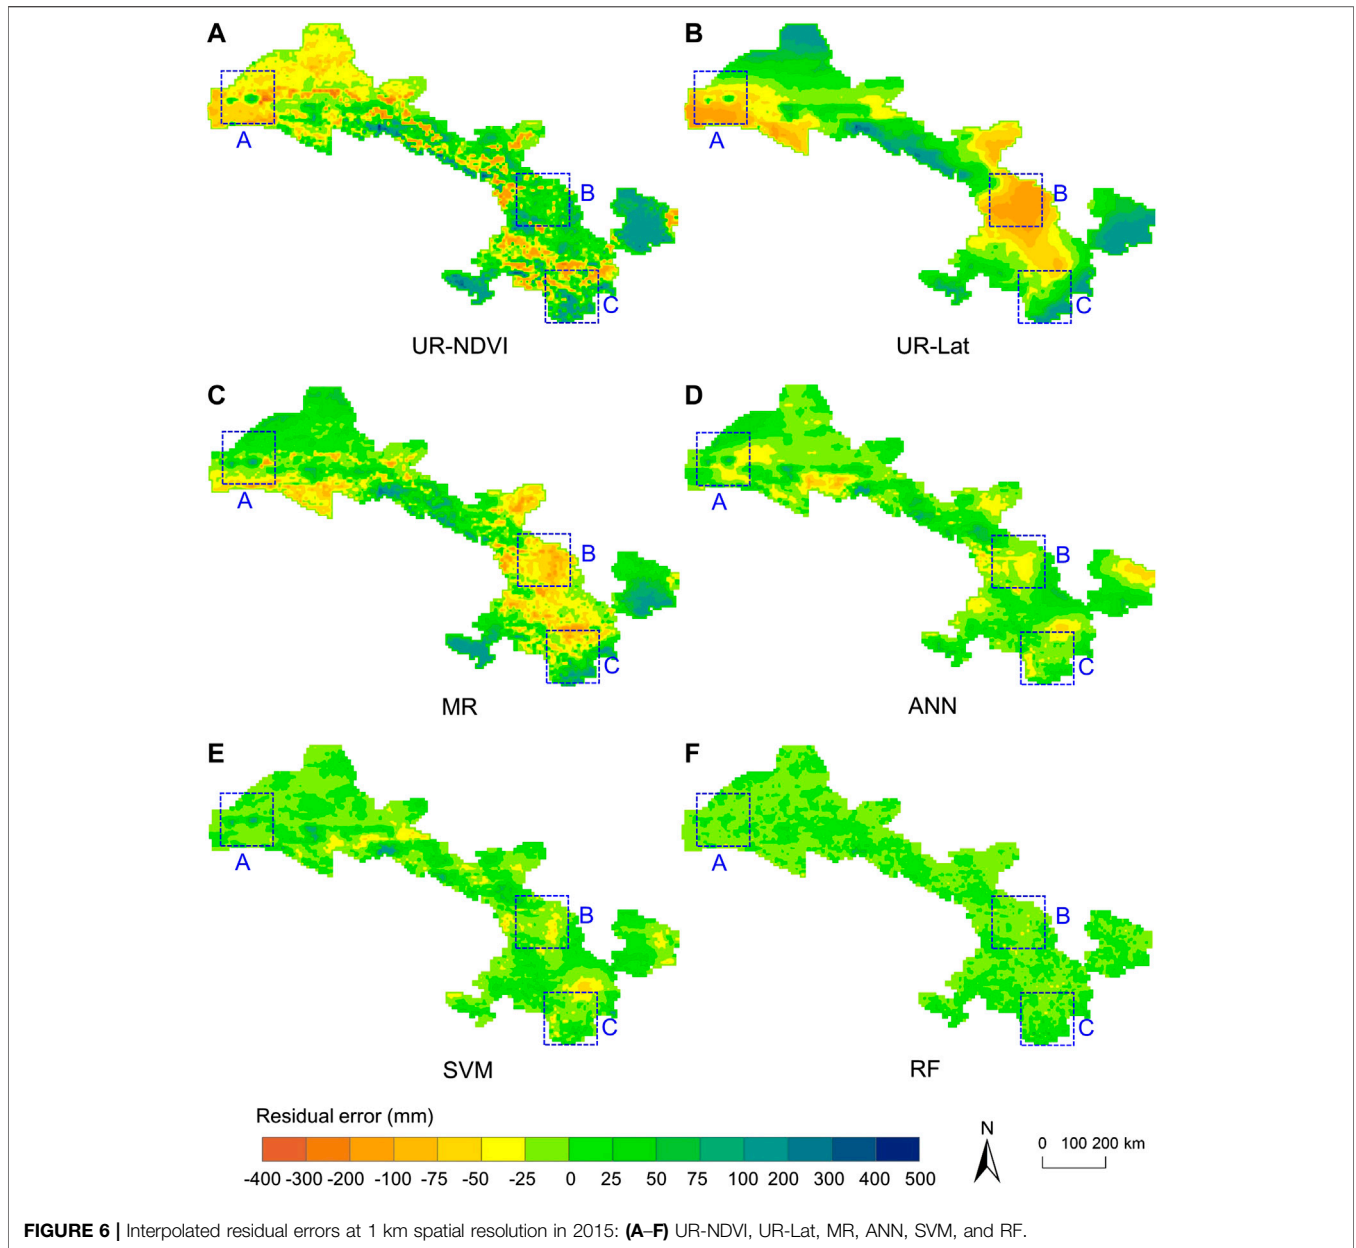 A
B
A
B
C
UR-NDVI
A
B
C
UR-Lat
C
D
A
B
C
MR
A
B
C
ANN
E
F
A
B
C
SVM
A
B
C
RF
Residual error (mm)
-400 -300 -200 -100 -75 -50 -25 0 25 50 75 100 200 300 400 500
N
0 100 200 km
FIGURE 6 | Interpolated residual errors at 1 km spatial resolution in 2015: (A–F) UR-NDVI, UR-Lat, MR, ANN, SVM, and RF.